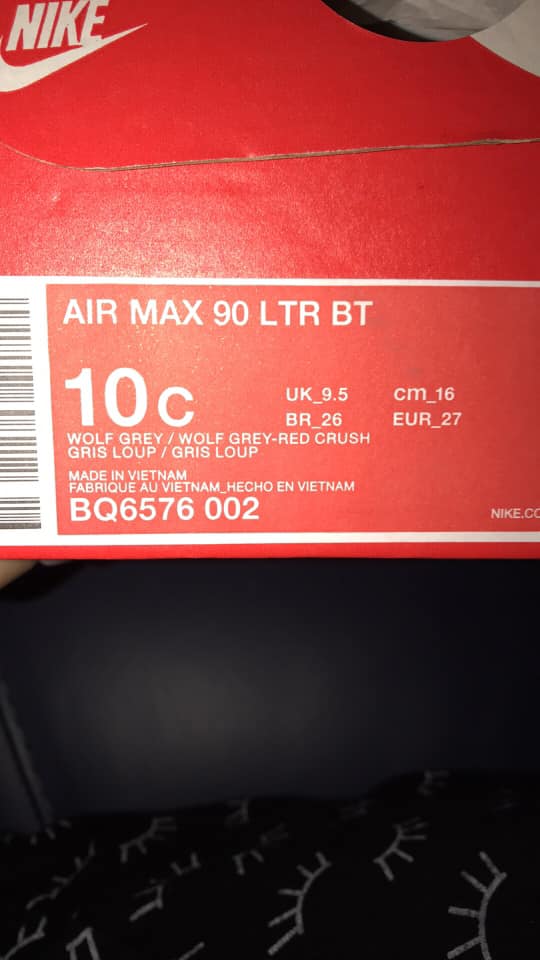 NIKE
AIR MAX 90 LTR BT
10C
UK_9.5 cm_16
BR_26 EUR_27
WOLF GREY / WOLF GREY-RED CRUSH
GRIS LOUP / GRIS LOUP
MADE IN VIETNAM
FABRIQUE AU VIETNAM_HECHO EN VIETNAM
BQ6576 002
NIKE.CO